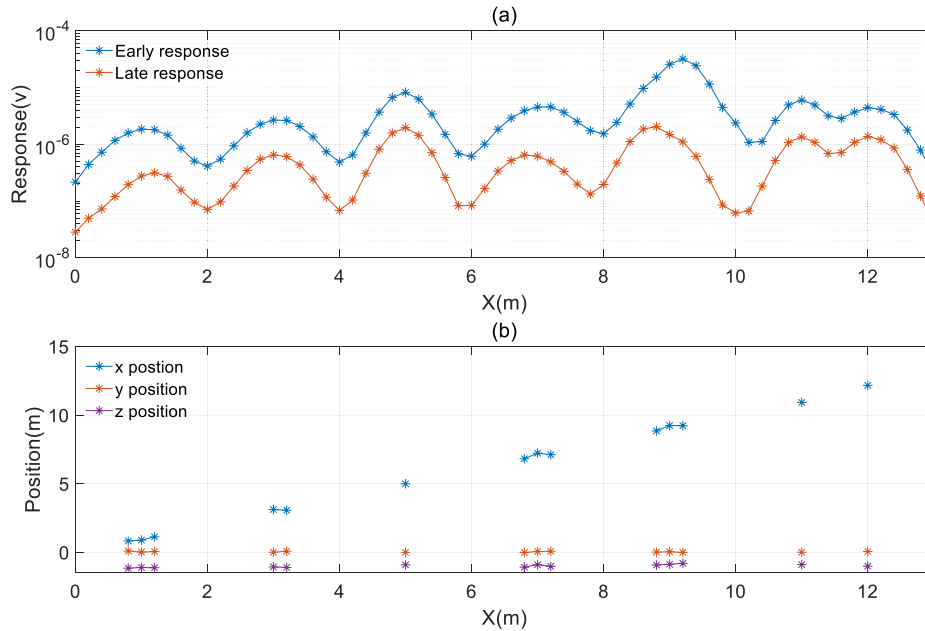 (a)
10^-4
10^-6
10^-8
Response(v)
Early response
Late response
0 2 4 6 8 10 12
X(m)
(b)
15
10
5
0
Position(m)
x postion
y position
z position
0 2 4 6 8 10 12
X(m)